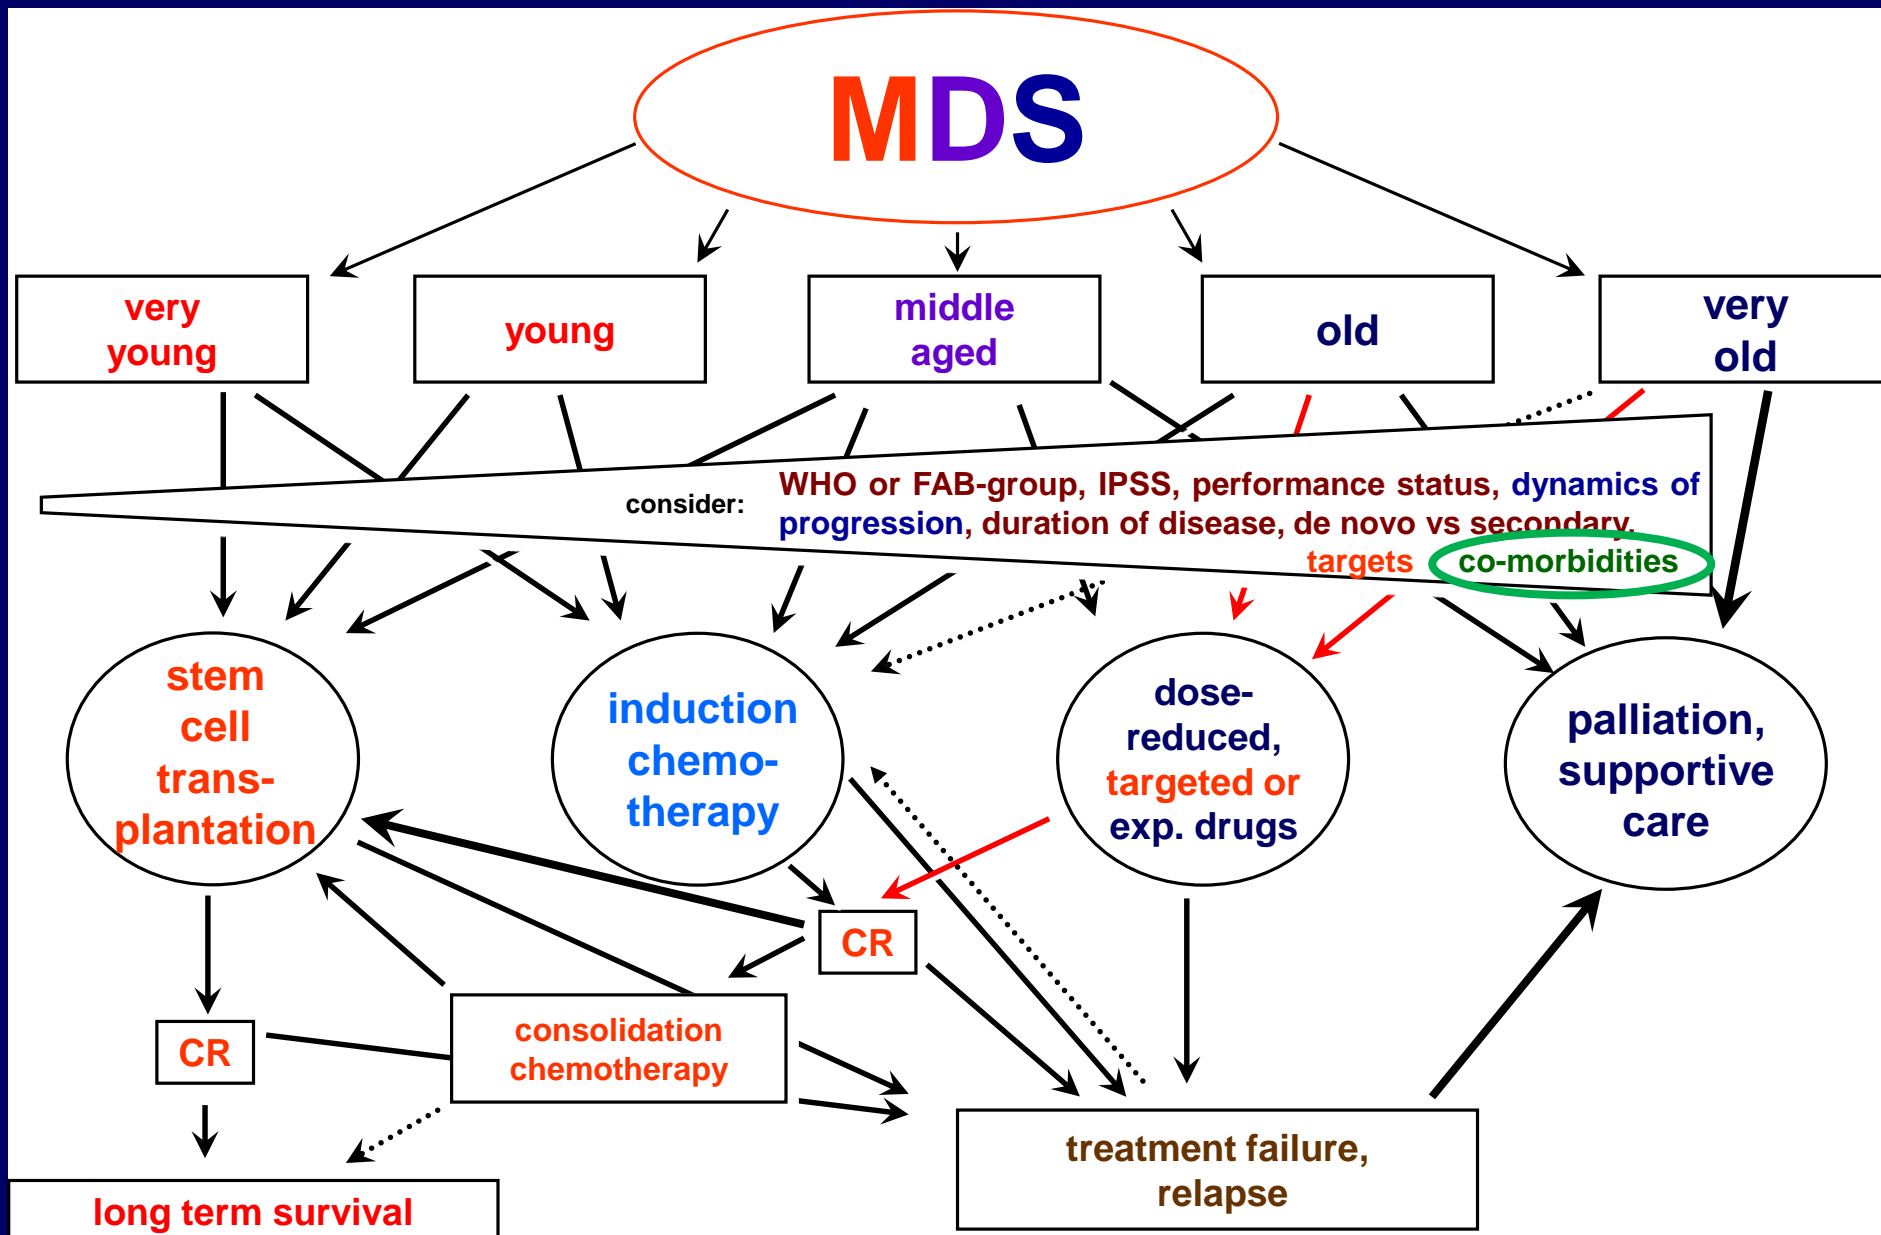 MDS
very
young
young
middle
aged
old
very
old
consider:
WHO or FAB-group, IPSS, performance status, dynamics of
progression, duration of disease, de novo vs secondary,
targets co-morbidities
stem
cell
trans-
plantation
induction
chemo-
therapy
dose-
reduced,
targeted or
exp. drugs
palliation,
supportive
care
CR
CR
consolidation
chemotherapy
treatment failure,
relapse
long term survival